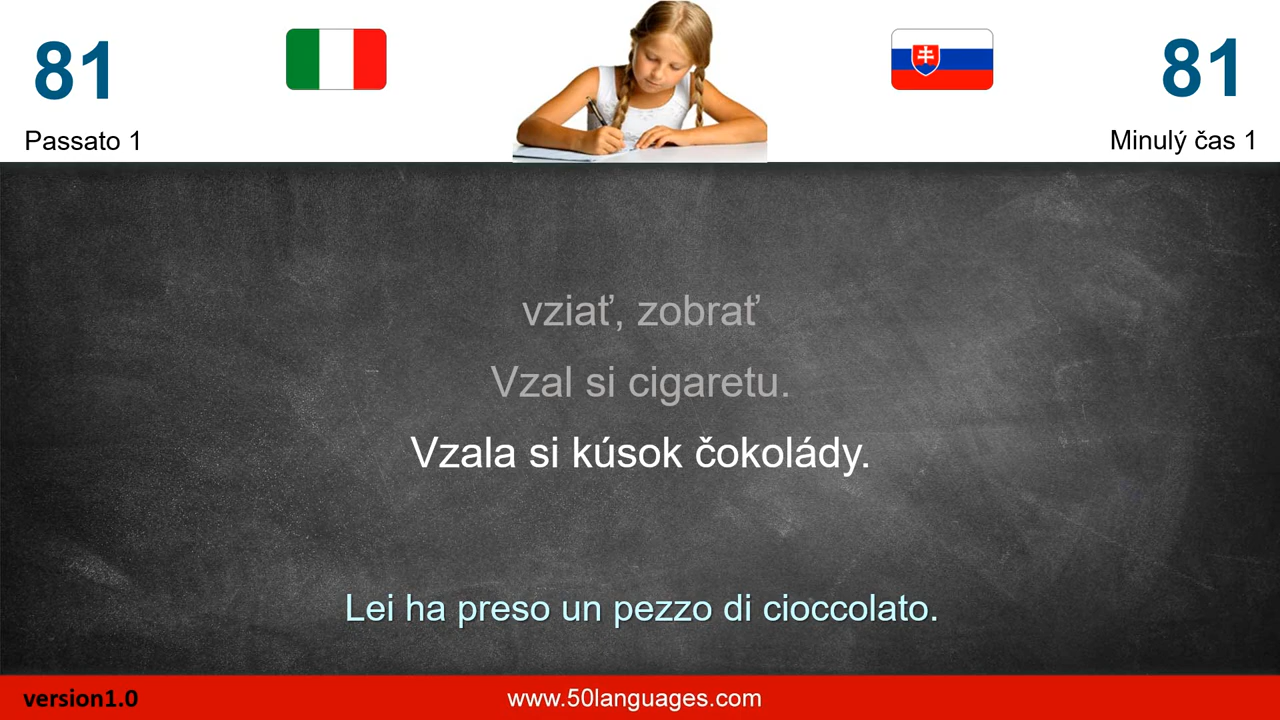 81
81
Passato 1
Minulý čas 1
vziať, zobrať
Vzal si cigaretu.
Vzala si kúsok čokolády.
Lei ha preso un pezzo di cioccolato.
version1.0
www.50languages.com